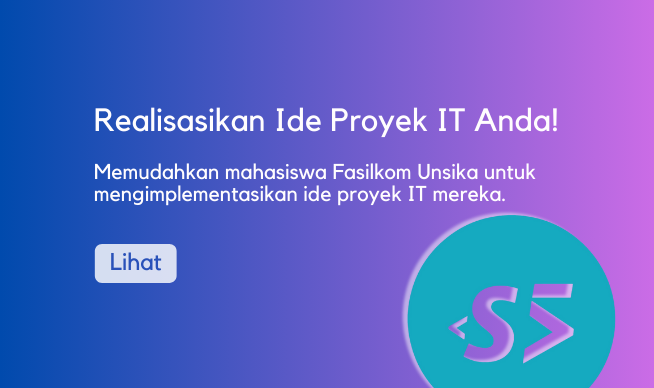 Realisasikan Ide Proyek IT Anda!
Memudahkan mahasiswa Fasilkom Unsika untuk
mengimplementasikan ide proyek IT mereka.
Lihat